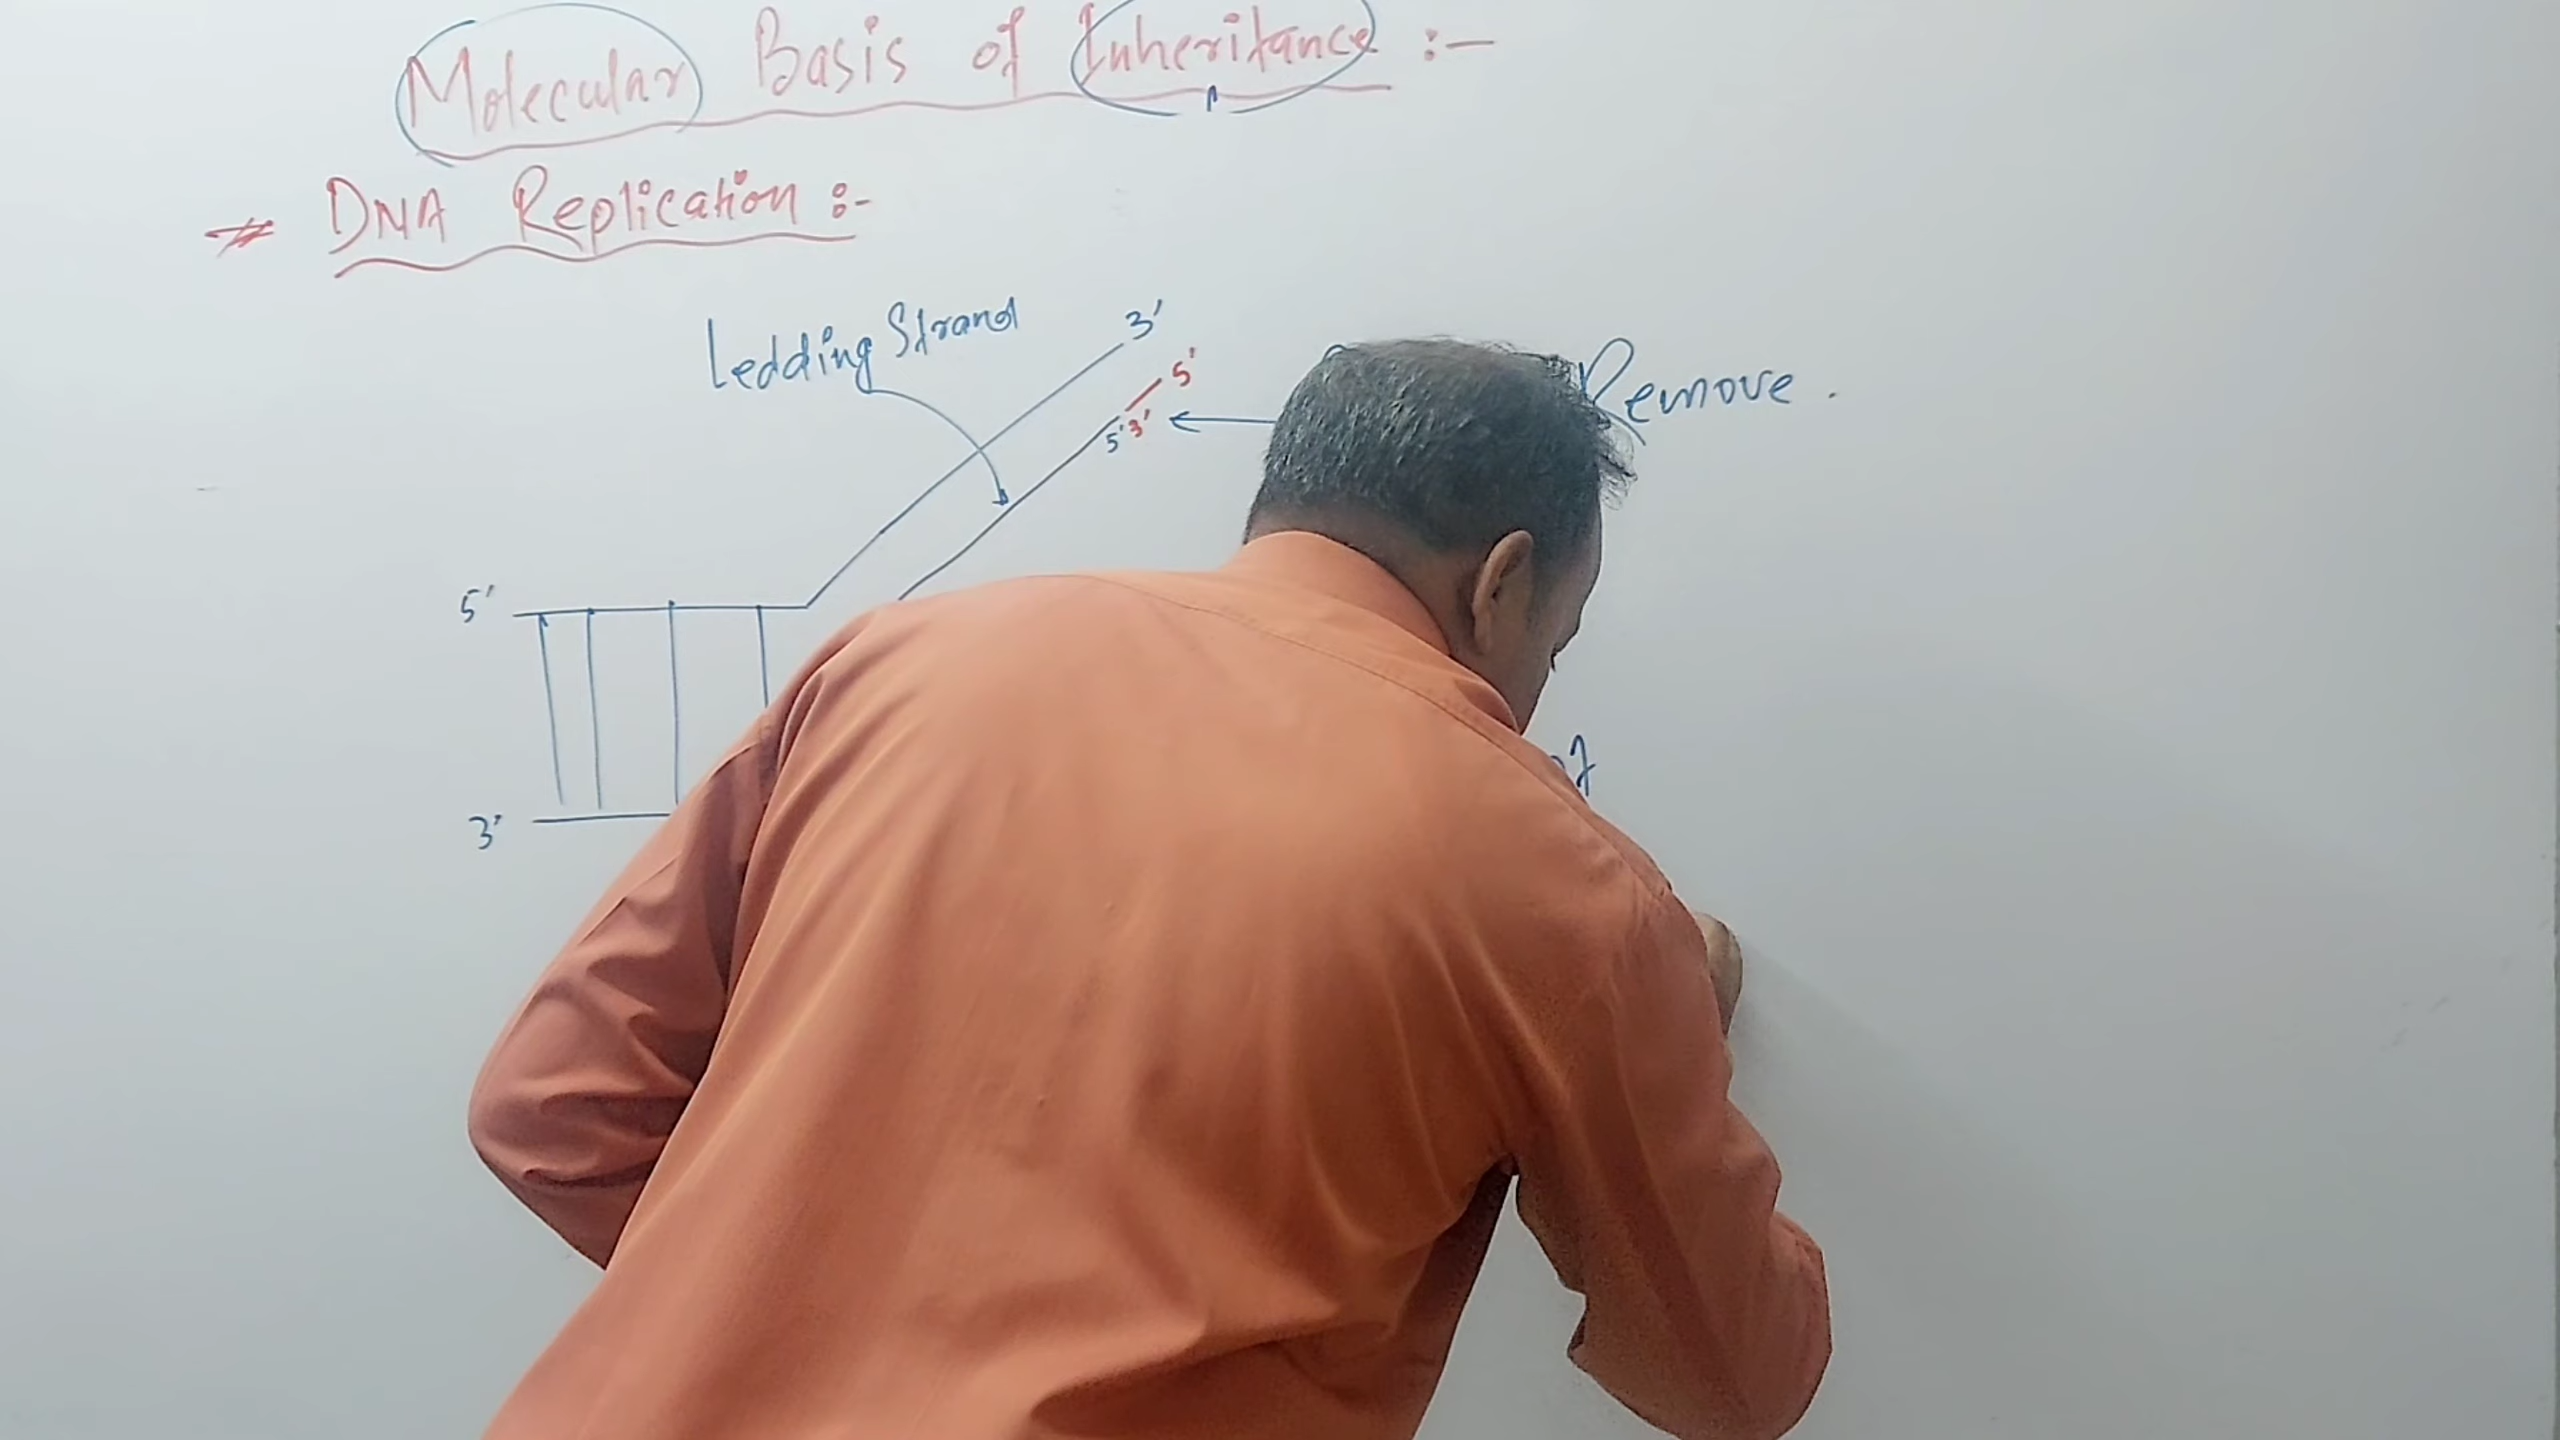 Molecular Basis of Inheritance :-
* DNA Replication :-
Ledding Strand
3'
5'
5' 3'
Remove.
5'
3'